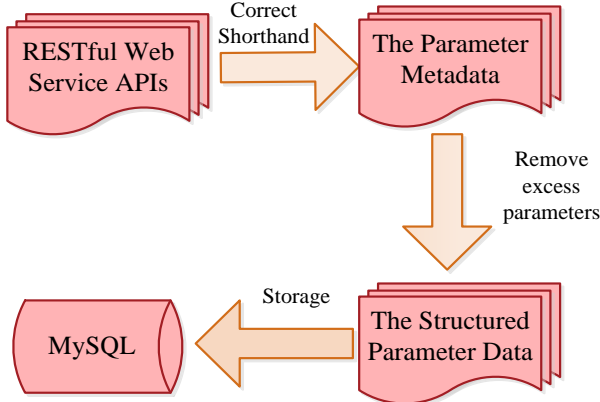 RESTful Web
Service APIs
Correct
Shorthand
The Parameter
Metadata
Remove
excess
parameters
The Structured
Parameter Data
Storage
MySQL